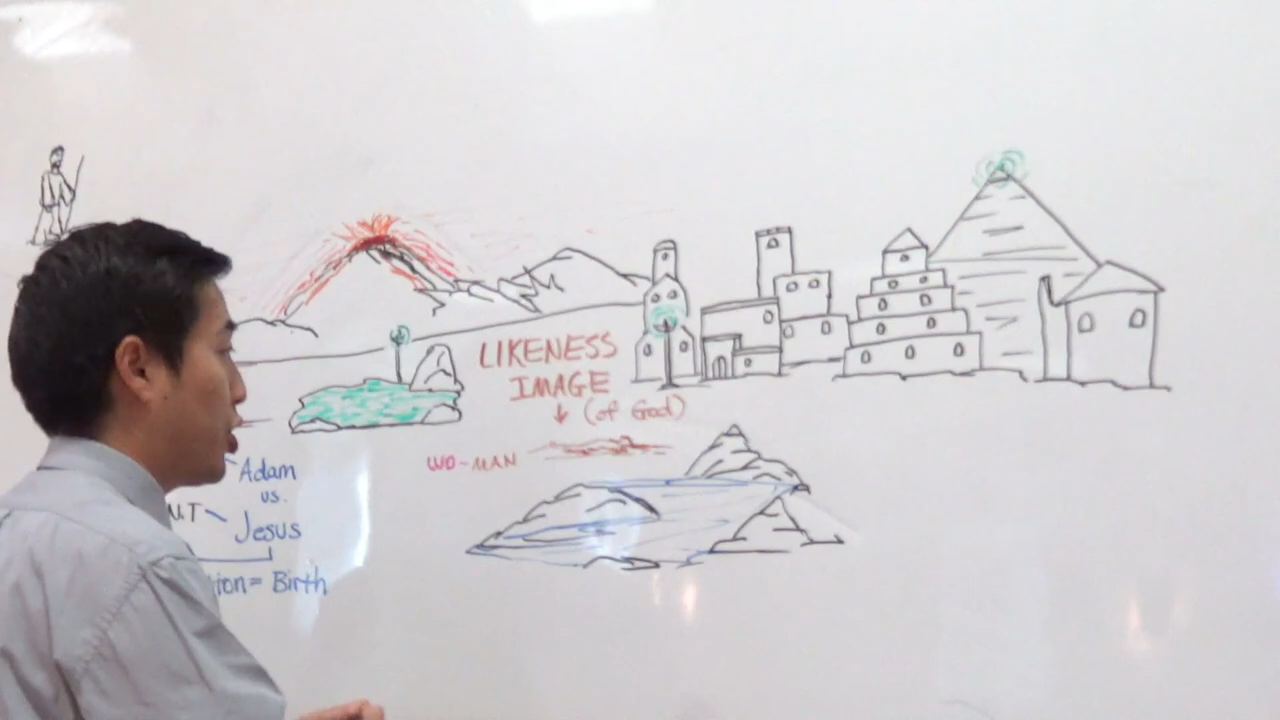 LIKENESS
IMAGE
↓ (of God)
WO-MAN
Adam
vs.
N.T
Jesus
= Birth